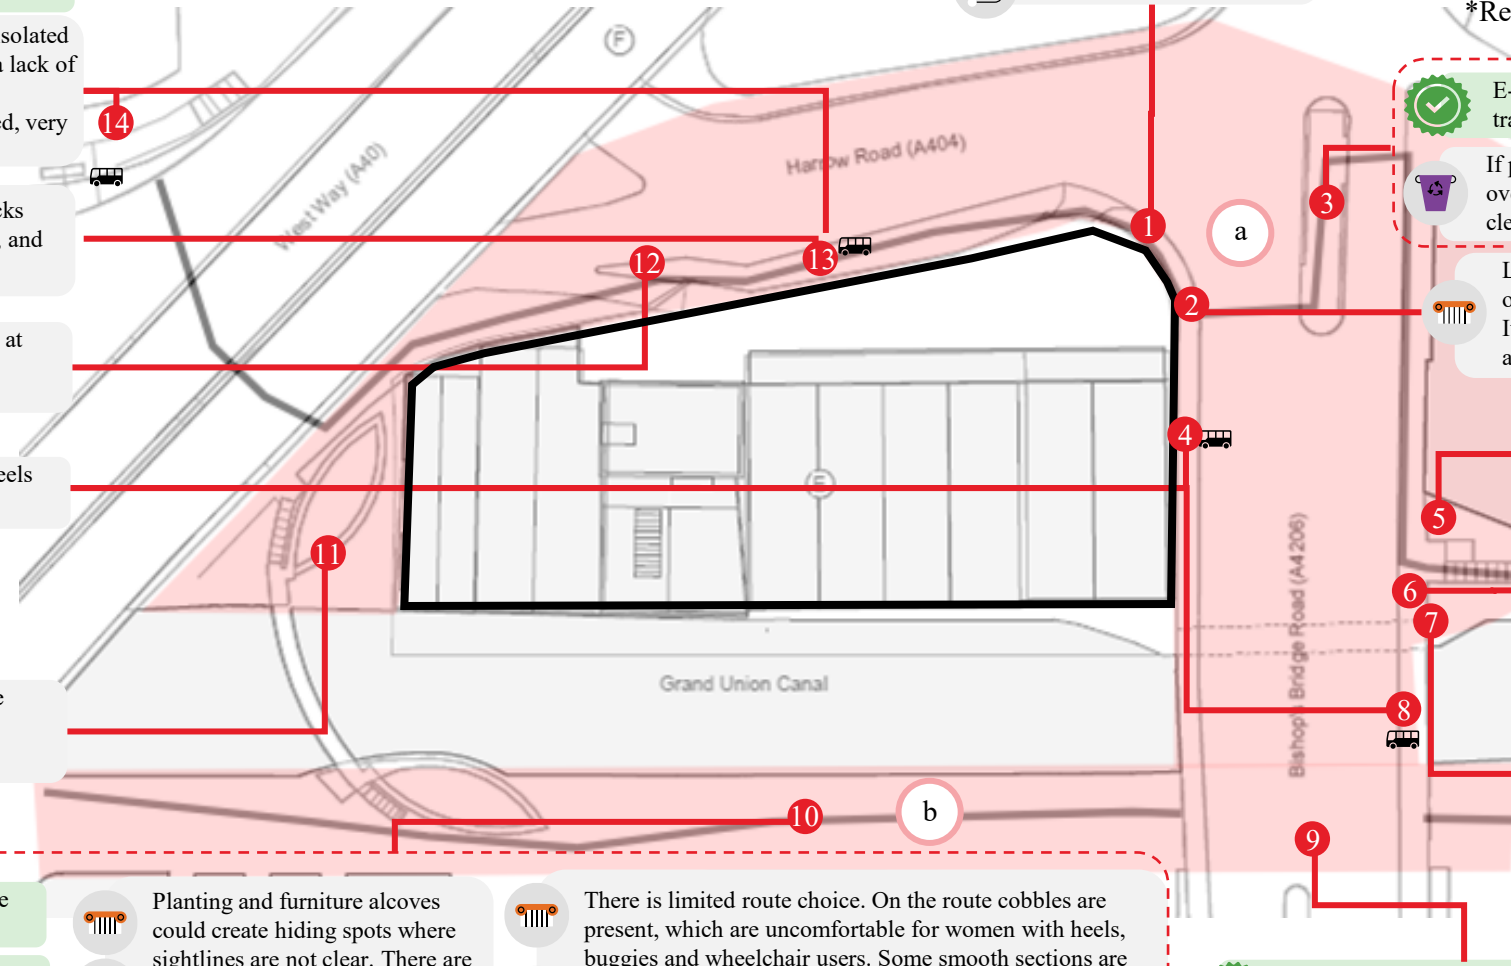 *Re
solated
a lack of
ed, very
cks
, and
at
eels
e
F
West Way (A40)
Harrow Road (A404)
14
12
13
1
2
3
a
4
5
6
7
8
9
10
11
b
E
Bishop's Bridge Road (A4206)
Grand Union Canal
E-
tra
If p
ove
cle
L
o
I
a
e
Planting and furniture alcoves
could create hiding spots where
sightlines are not clear. There are
There is limited route choice. On the route cobbles are
present, which are uncomfortable for women with heels,
buggies and wheelchair users. Some smooth sections are